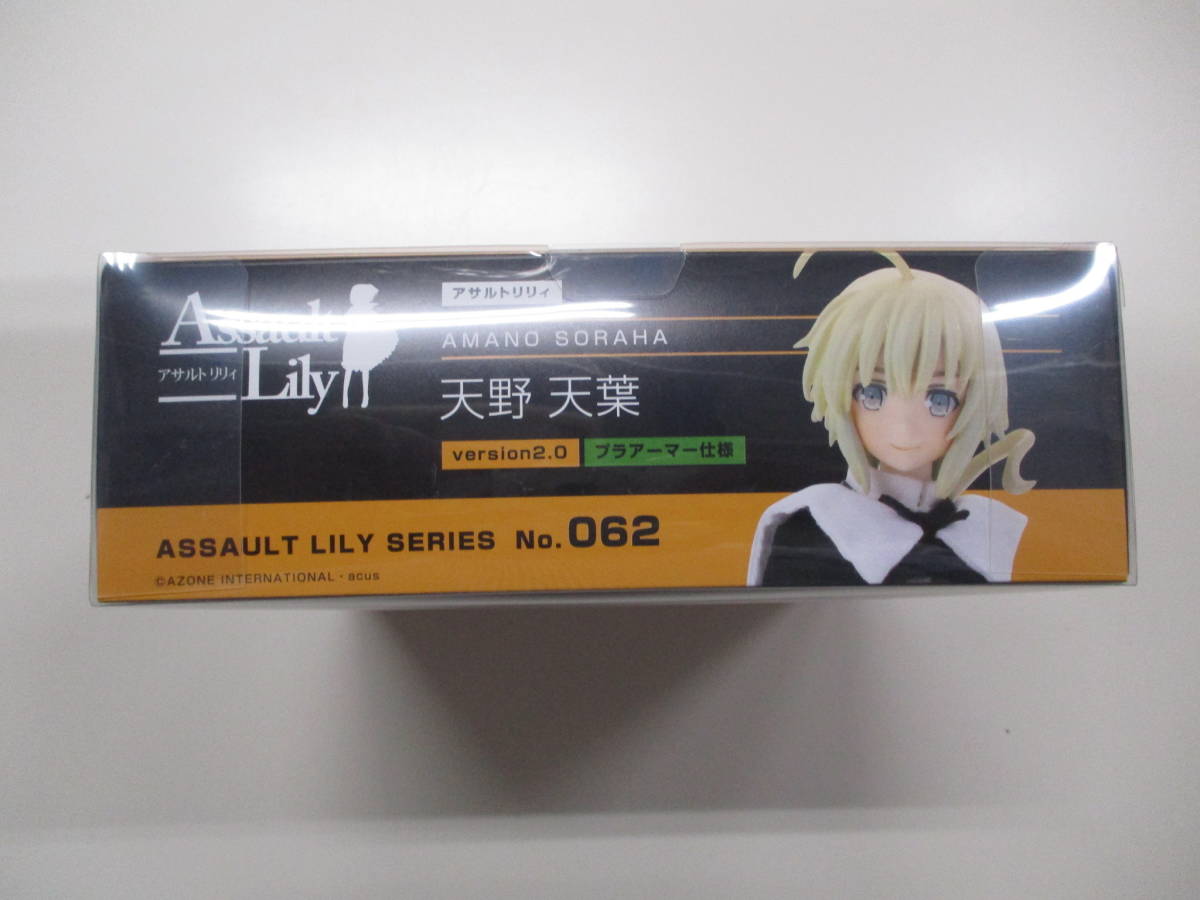 Assault
Lily
アサルトリリィ
アサルトリリィ
AMANO SORAHA
天野 天葉
version2.0 プラアーマー仕様
ASSAULT LILY SERIES No. 062
©AZONE INTERNATIONAL・acus